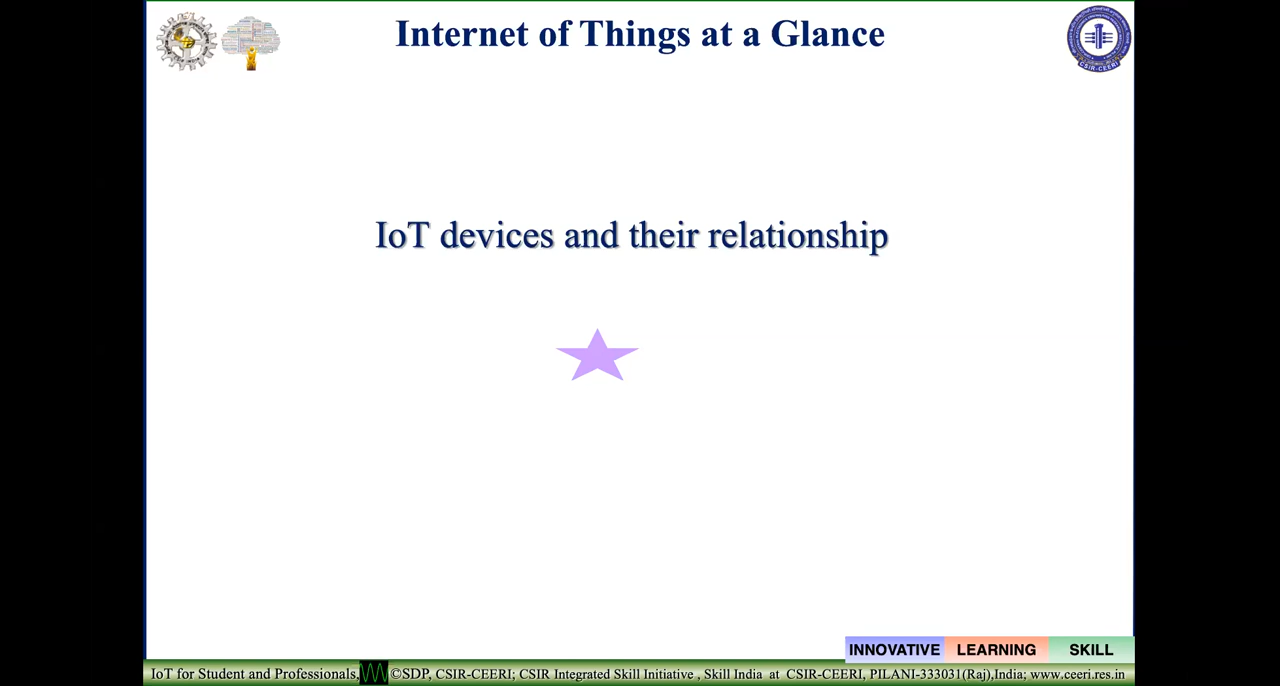 Internet of Things at a Glance
CSIR-CEERI
IoT devices and their relationship
INNOVATIVE LEARNING SKILL
IoT for Student and Professionals, ©SDP, CSIR-CEERI; CSIR Integrated Skill Initiative , Skill India at CSIR-CEERI, PILANI-333031(Raj),India; www.ceeri.res.in